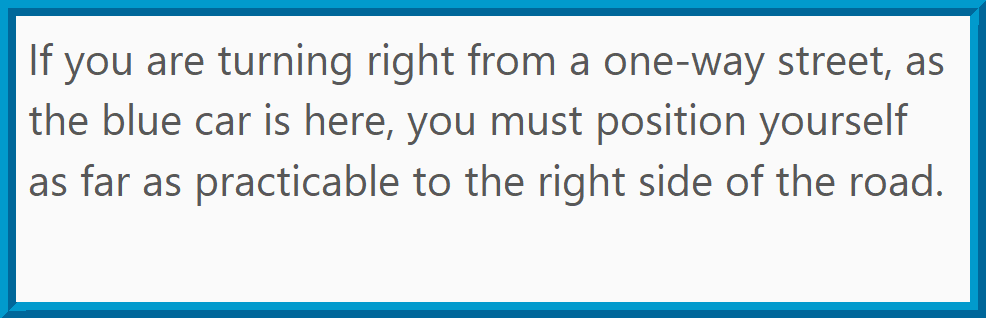 If you are turning right from a one-way street, as
the blue car is here, you must position yourself
as far as practicable to the right side of the road.